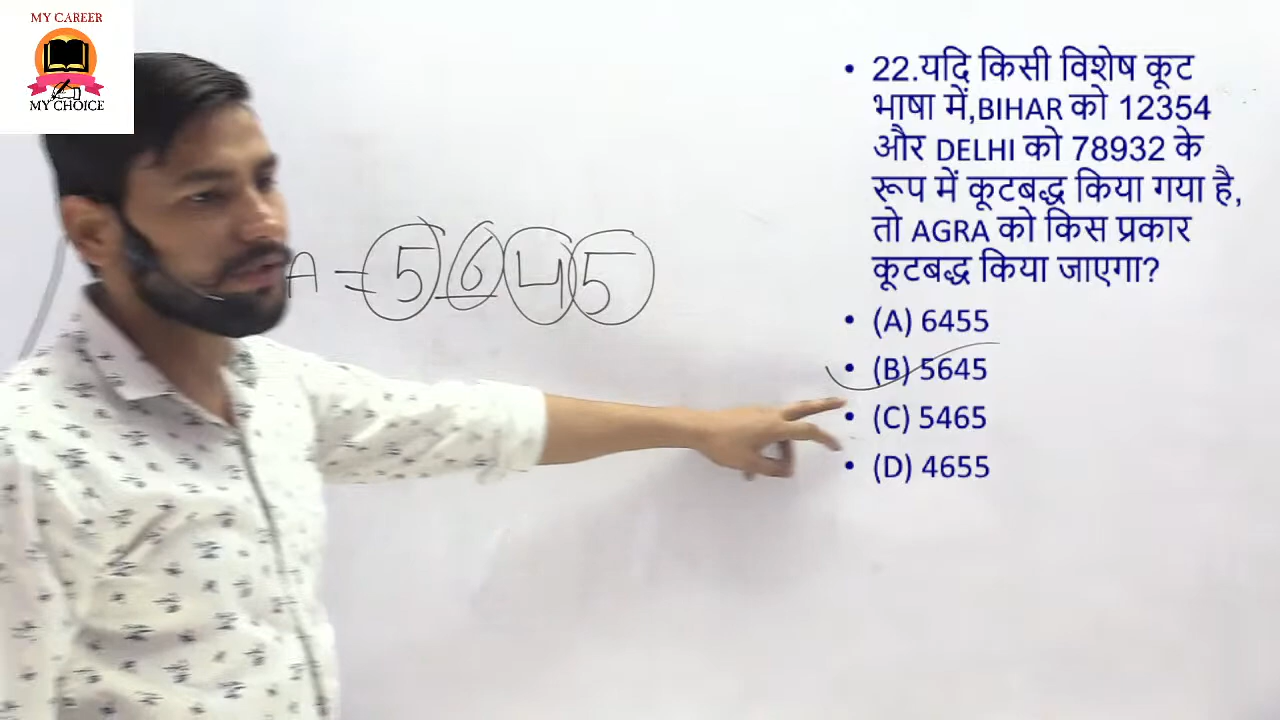 MY CAREER
MY CHOICE
• 22.यदि किसी विशेष कूट
भाषा में,BIHAR को 12354
और DELHI को 78932 के
रूप में कूटबद्ध किया गया है,
तो AGRA को किस प्रकार
कूटबद्ध किया जाएगा?
• (A) 6455
• (B) 5645
• (C) 5465
• (D) 4655
A = 5645